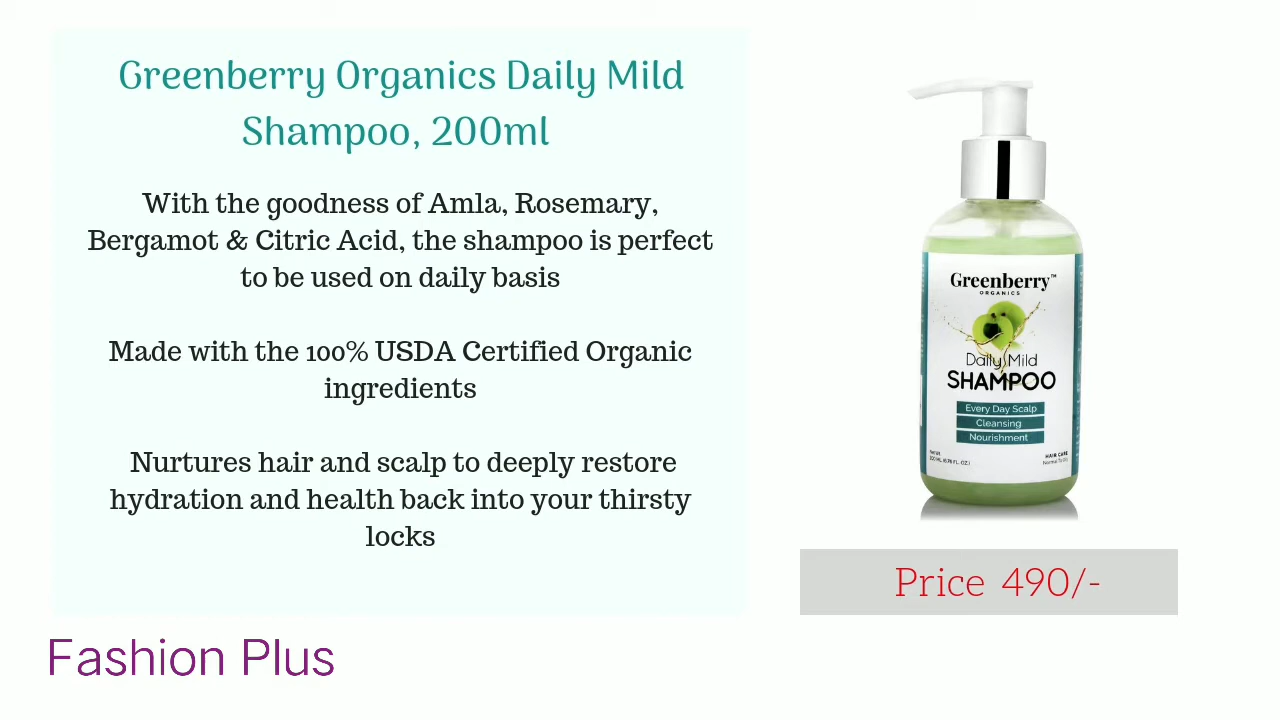 Greenberry Organics Daily Mild
Shampoo, 200ml
With the goodness of Amla, Rosemary,
Bergamot & Citric Acid, the shampoo is perfect
to be used on daily basis
Made with the 100% USDA Certified Organic
ingredients
Nurtures hair and scalp to deeply restore
hydration and health back into your thirsty
locks
Greenberry™
ORGANICS
Daily Mild
SHAMPOO
Every Day Scalp
Cleansing
Nourishment
HAIR CARE
Price 490/-
Fashion Plus